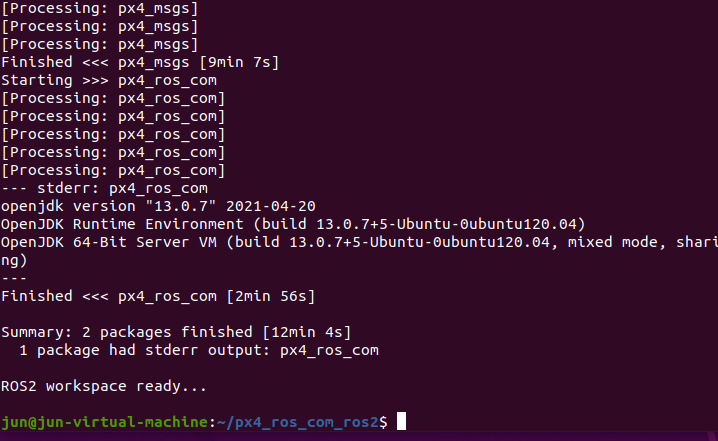 [Processing: px4_msgs]
[Processing: px4_msgs]
[Processing: px4_msgs]
Finished <<< px4_msgs [9min 7s]
Starting >>> px4_ros_com
[Processing: px4_ros_com]
[Processing: px4_ros_com]
[Processing: px4_ros_com]
[Processing: px4_ros_com]
[Processing: px4_ros_com]
--- stderr: px4_ros_com
openjdk version "13.0.7" 2021-04-20
OpenJDK Runtime Environment (build 13.0.7+5-Ubuntu-0ubuntu120.04)
OpenJDK 64-Bit Server VM (build 13.0.7+5-Ubuntu-0ubuntu120.04, mixed mode, shari
ng)
---
Finished <<< px4_ros_com [2min 56s]
Summary: 2 packages finished [12min 4s]
  1 package had stderr output: px4_ros_com
ROS2 workspace ready...
jun@jun-virtual-machine:~/px4_ros_com_ros2$